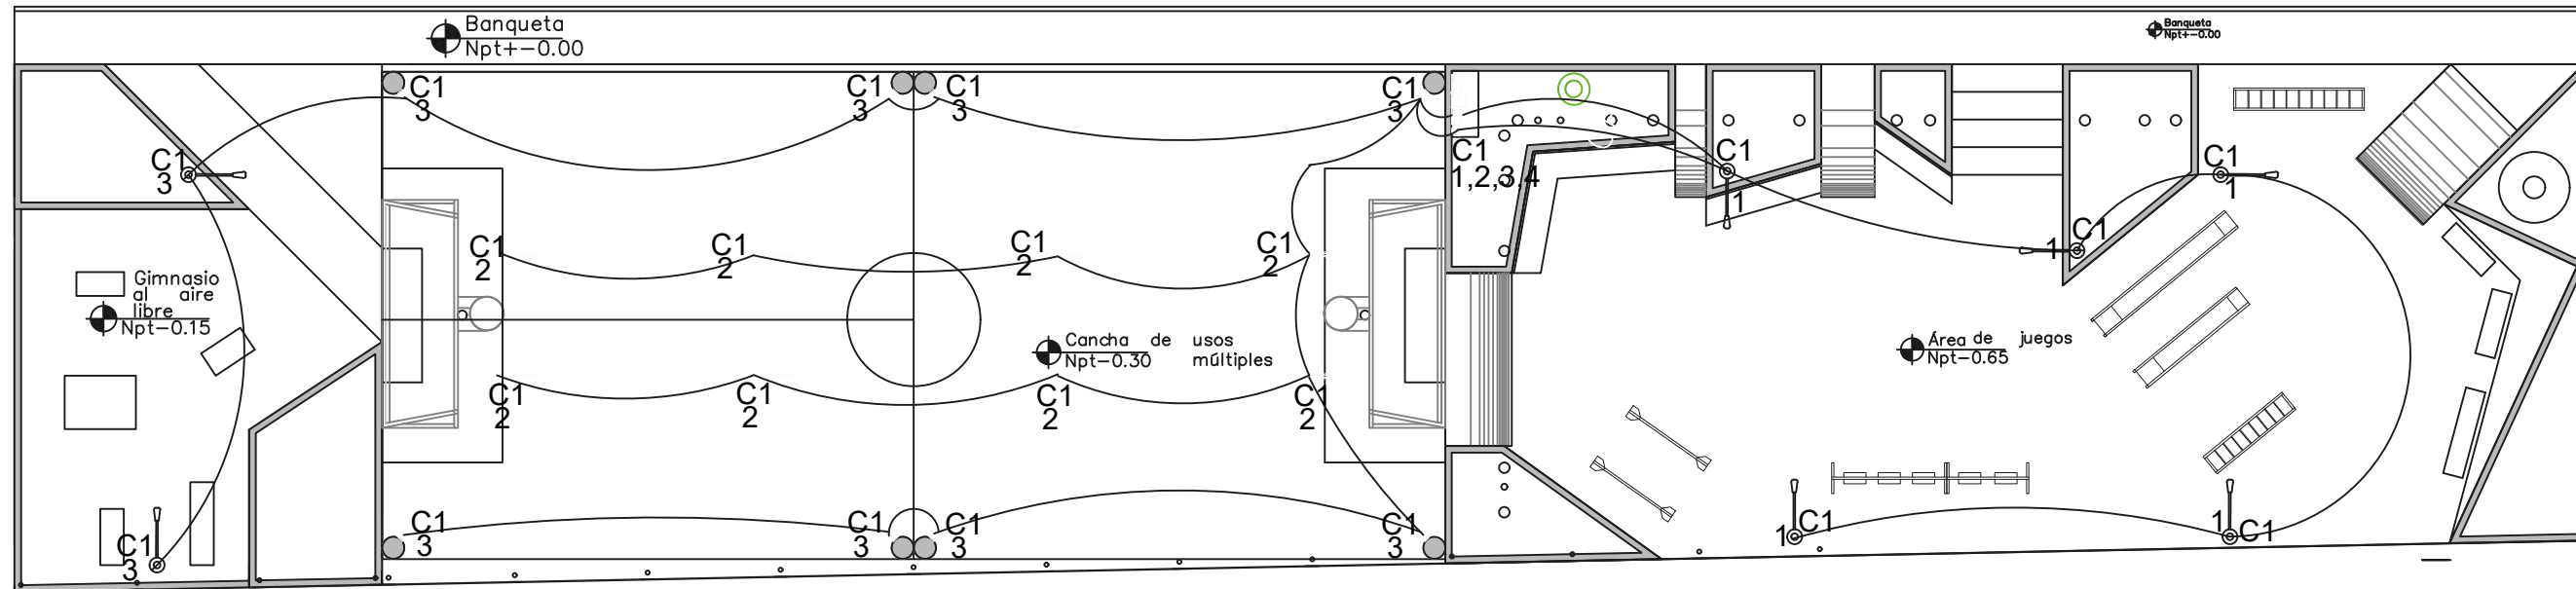 Banqueta
Npt+-0.00
Banqueta
Npt+-0.00
C1
3
C1
3
C1
3
C1
3
C1
3
C1
1,2,3,4
C1
1
C1
1
C1
1
C1
2
C1
2
C1
2
C1
2
Gimnasio
al aire
libre
Npt-0.15
Cancha de usos
Npt-0.30 múltiples
Área de juegos
Npt-0.65
C1
2
C1
2
C1
2
C1
2
C1
3
C1
3
C1
3
C1
3
C1
3
C1
1
C1
1